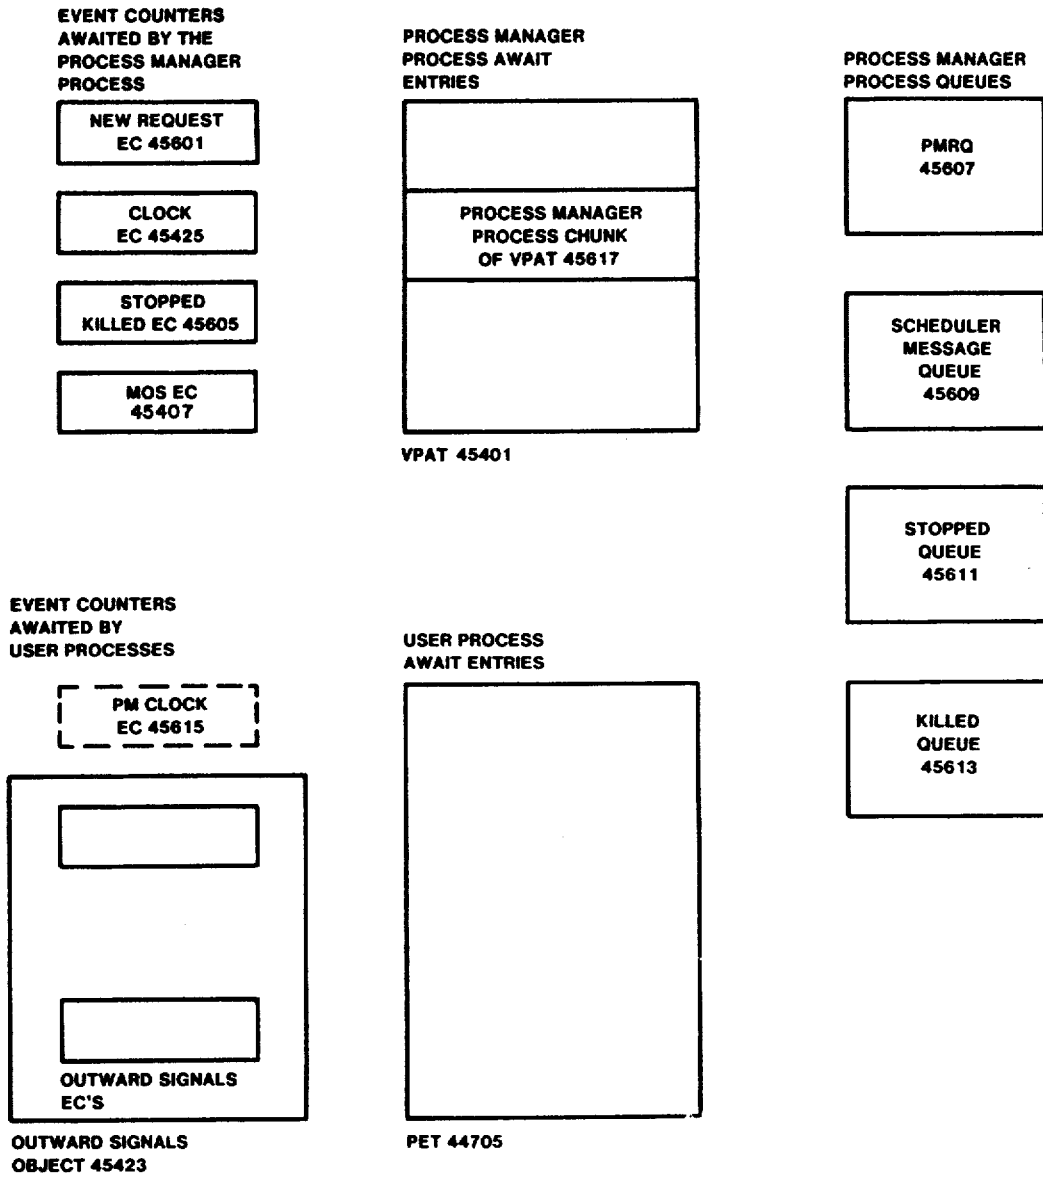 EVENT COUNTERS
AWAITED BY THE
PROCESS MANAGER
PROCESS
NEW REQUEST
EC 45601
CLOCK
EC 45425
STOPPED
KILLED EC 45605
MOS EC
45407
PROCESS MANAGER
PROCESS AWAIT
ENTRIES
PROCESS MANAGER
PROCESS CHUNK
OF VPAT 45617
VPAT 45401
PROCESS MANAGER
PROCESS QUEUES
PMRQ
45607
SCHEDULER
MESSAGE
QUEUE
45609
STOPPED
QUEUE
45611
KILLED
QUEUE
45613
EVENT COUNTERS
AWAITED BY
USER PROCESSES
PM CLOCK
EC 45615
OUTWARD SIGNALS
EC'S
OUTWARD SIGNALS
OBJECT 45423
USER PROCESS
AWAIT ENTRIES
PET 44705